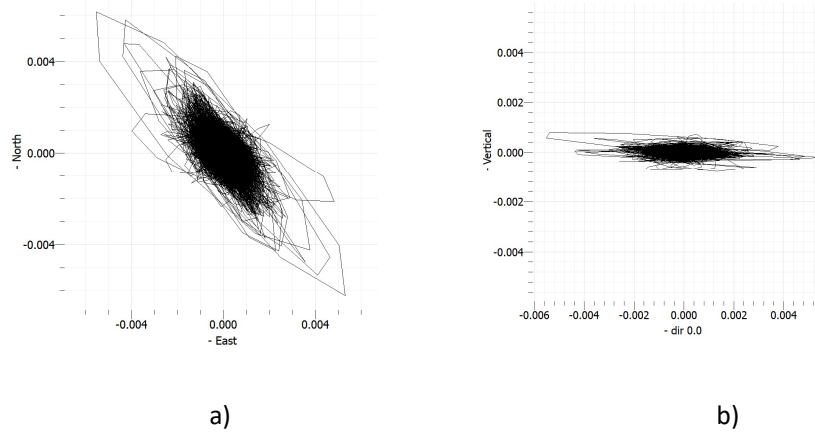 0.004
0.000
-0.004
- North
-0.004 0.000 0.004
- East
a)
0.004
0.002
0.000
-0.002
-0.004
- Vertical
-0.006 -0.004 -0.002 0.000 0.002 0.004
- dir 0.0
b)